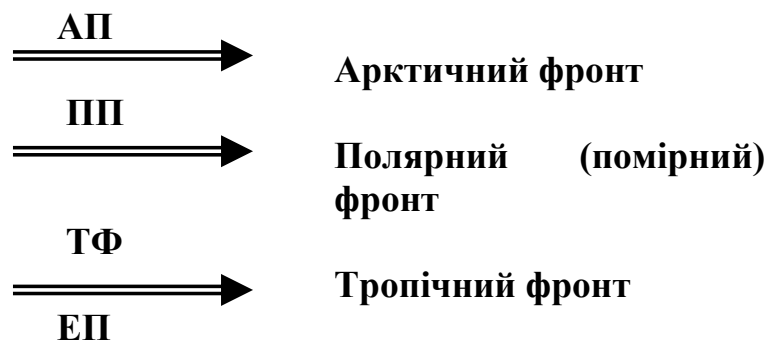 АП
Арктичний фронт
ПП
Полярний (помірний)
фронт
ТФ
Тропічний фронт
ЕП